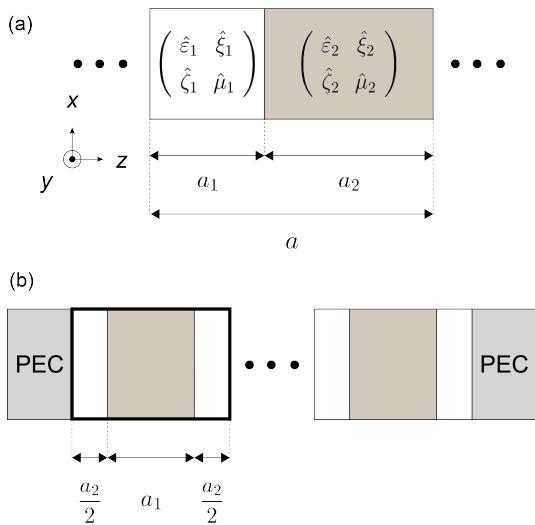 (a)
ε̂₁ ξ̂₁ ε̂₂ ξ̂₂
ζ̂₁ μ̂₁ ζ̂₂ μ̂₂
x
z
y
a₁ a₂
a
(b)
PEC PEC
a₂/2 a₁ a₂/2